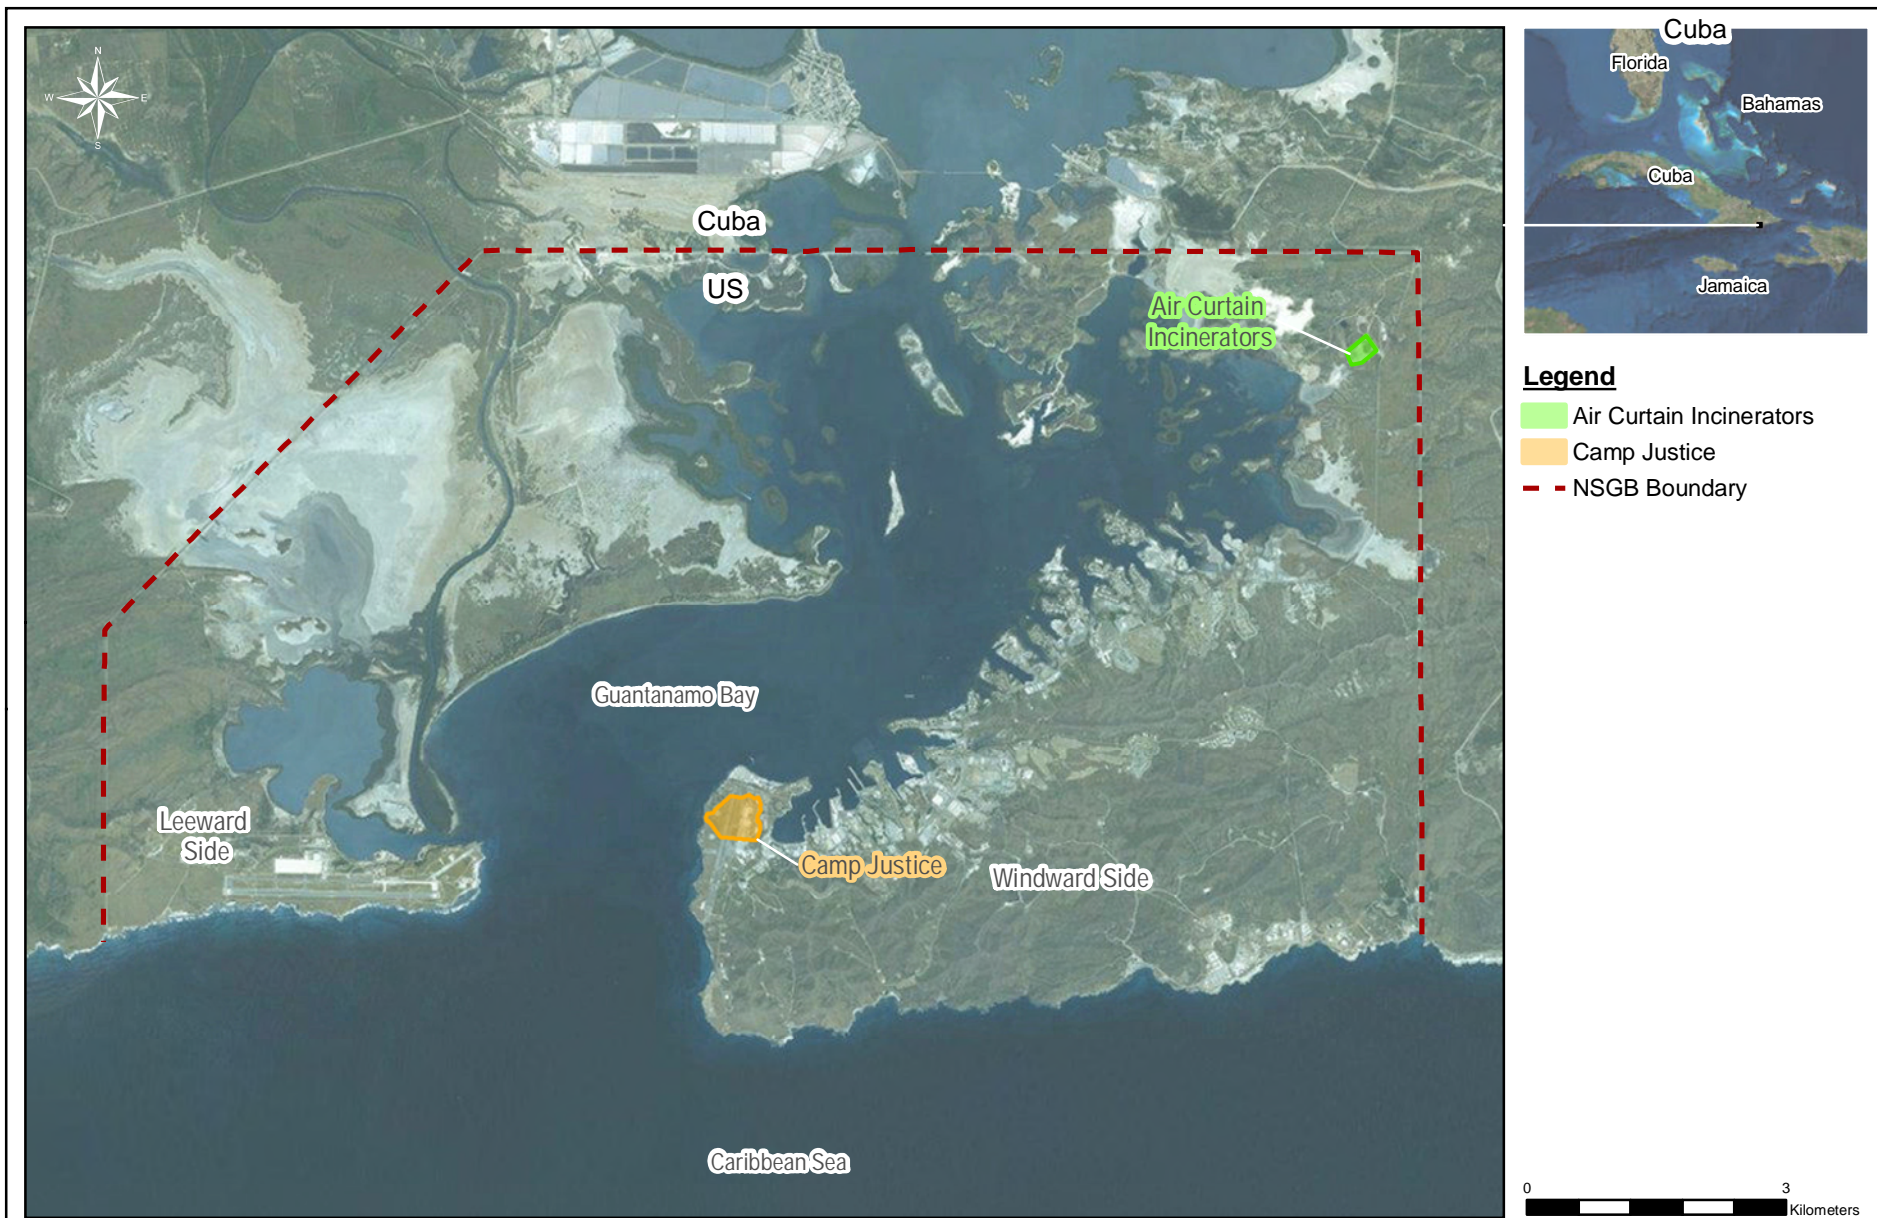 N
W
E
S
Cuba
US
Air Curtain
Incinerators
Guantanamo Bay
Leeward
Side
Camp Justice
Windward Side
Caribbean Sea
Cuba
Florida
Bahamas
Cuba
Jamaica
Legend
Air Curtain Incinerators
Camp Justice
NSGB Boundary
0 3
Kilometers